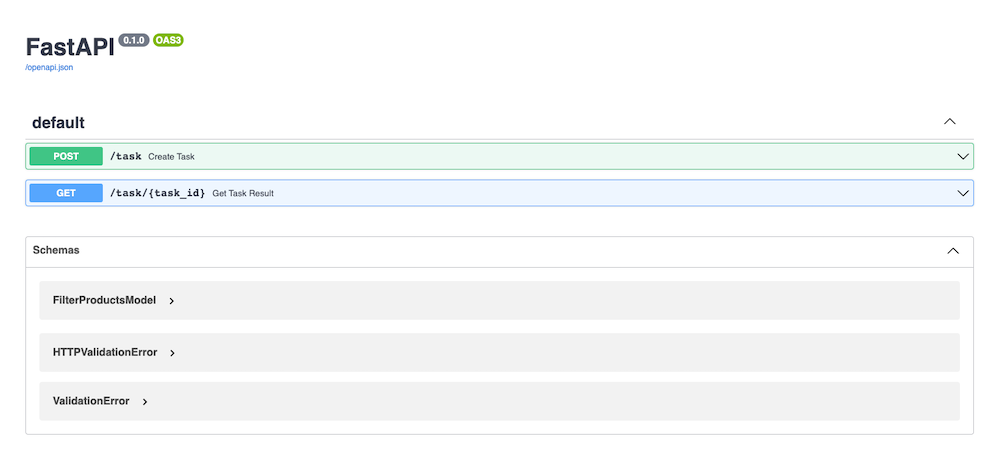 FastAPI 0.1.0 OAS3
/openapi.json
default
POST /task Create Task
GET /task/{task_id} Get Task Result
Schemas
FilterProductsModel
HTTPValidationError
ValidationError